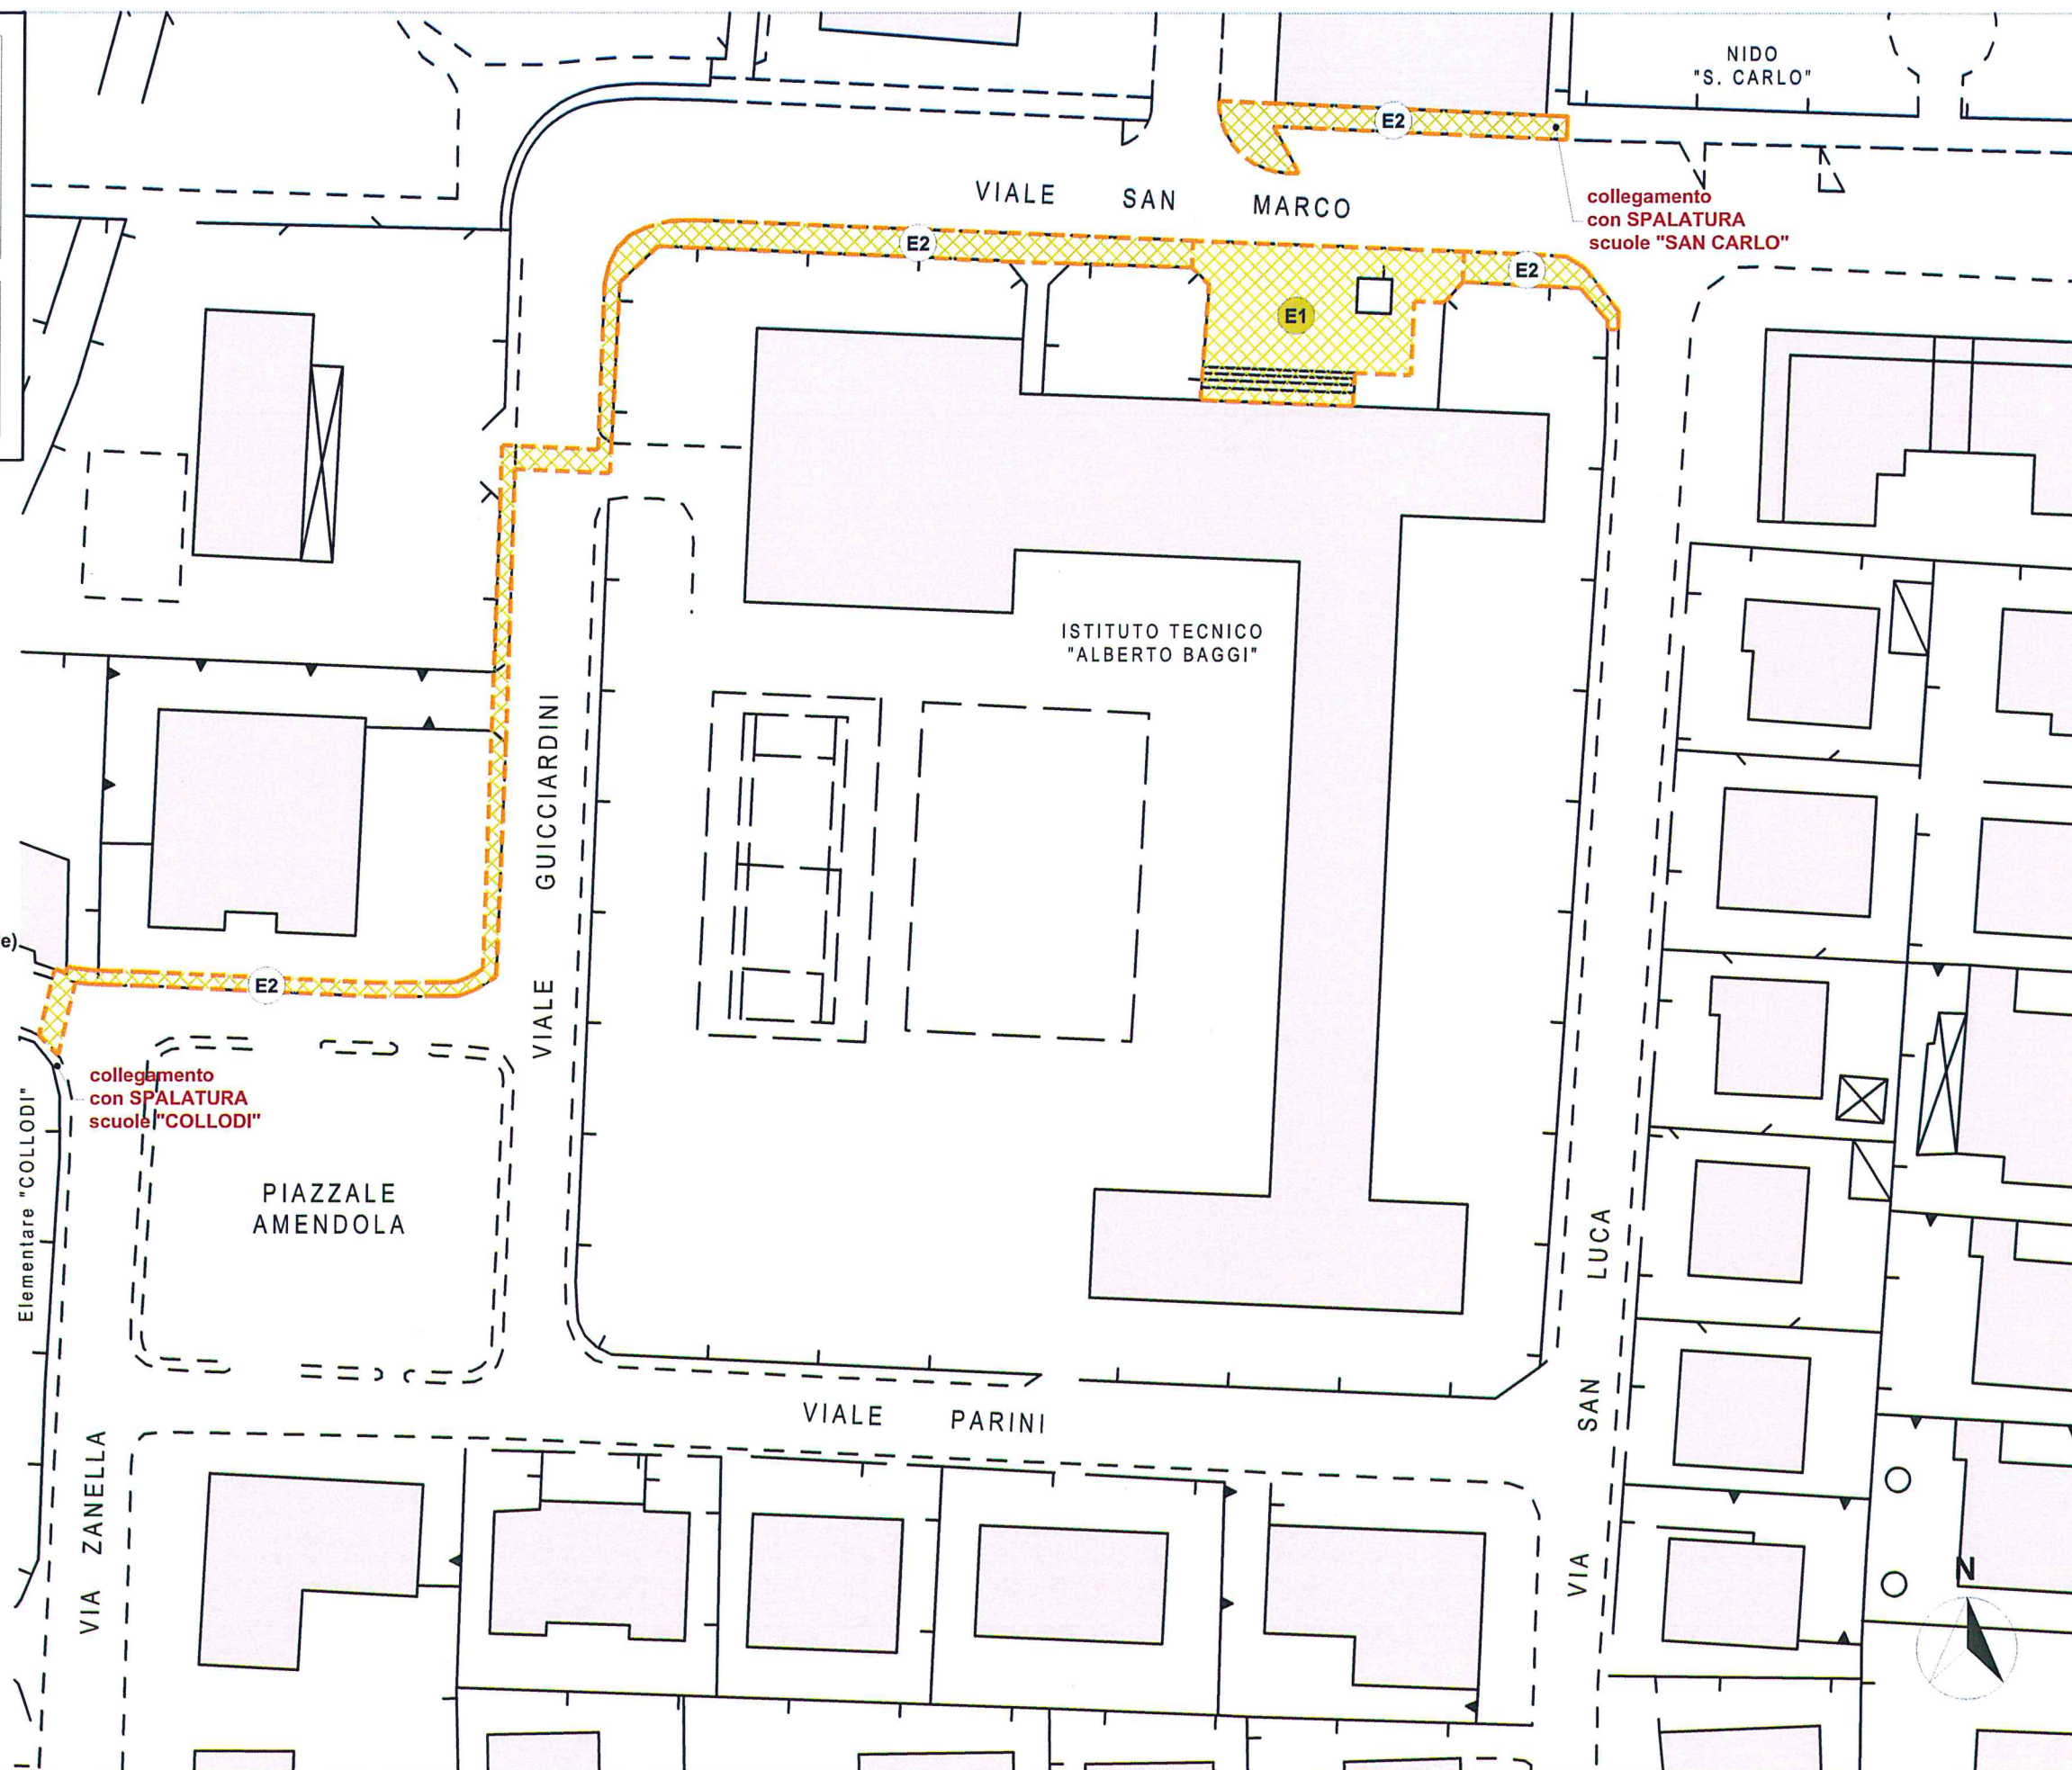 NIDO
"S. CARLO"
E2
VIALE SAN MARCO
collegamento
con SPALATURA
scuole "SAN CARLO"
E2
E2
E1
ISTITUTO TECNICO
"ALBERTO BAGGI"
VIALE GUICCIARDINI
e)
E2
collegamento
con SPALATURA
scuole "COLLODI"
Elementare "COLLODI"
PIAZZALE
AMENDOLA
VIA SAN LUCA
VIALE PARINI
VIA ZANELLA
N